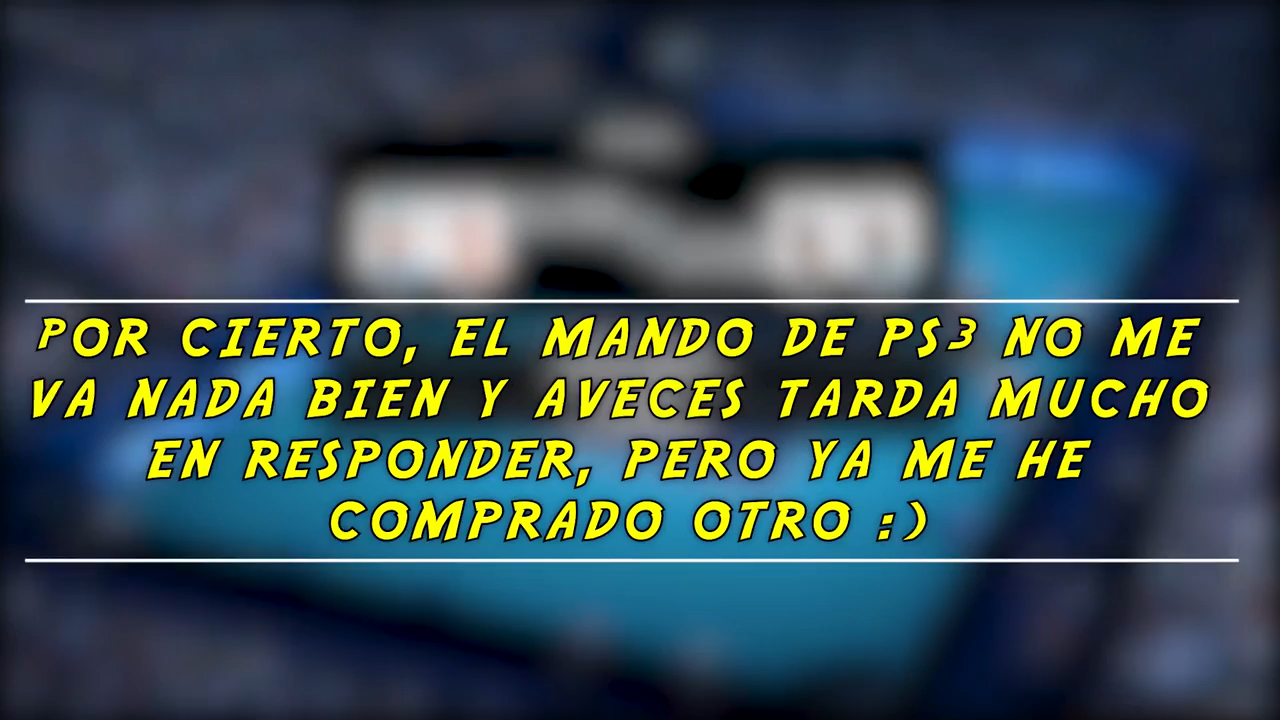 POR CIERTO, EL MANDO DE PS3 NO ME
VA NADA BIEN Y AVECES TARDA MUCHO
EN RESPONDER, PERO YA ME HE
COMPRADO OTRO :)